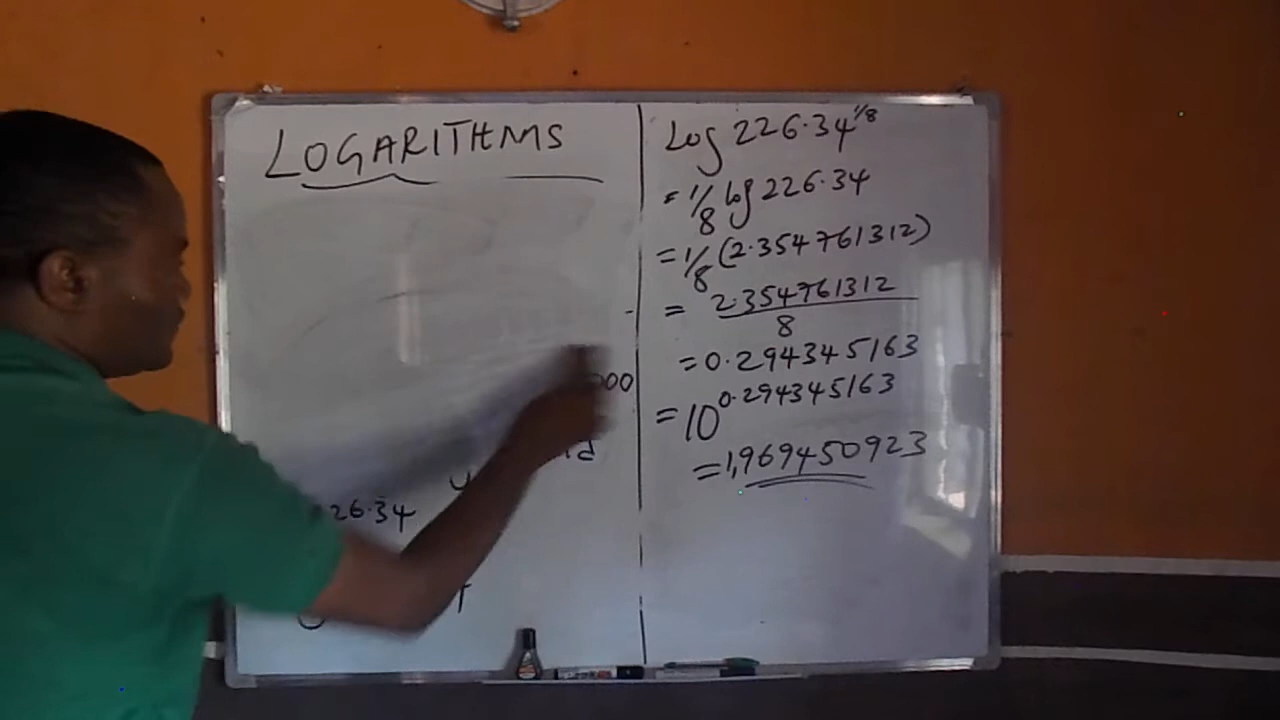 LOGARITHMS
000
26.34
Log 226.34^1/8
= 1/8 log 226.34
= 1/8 (2.354761312)
= 2.354761312
8
= 0.294345163
= 10^0.294345163
= 1,969450923